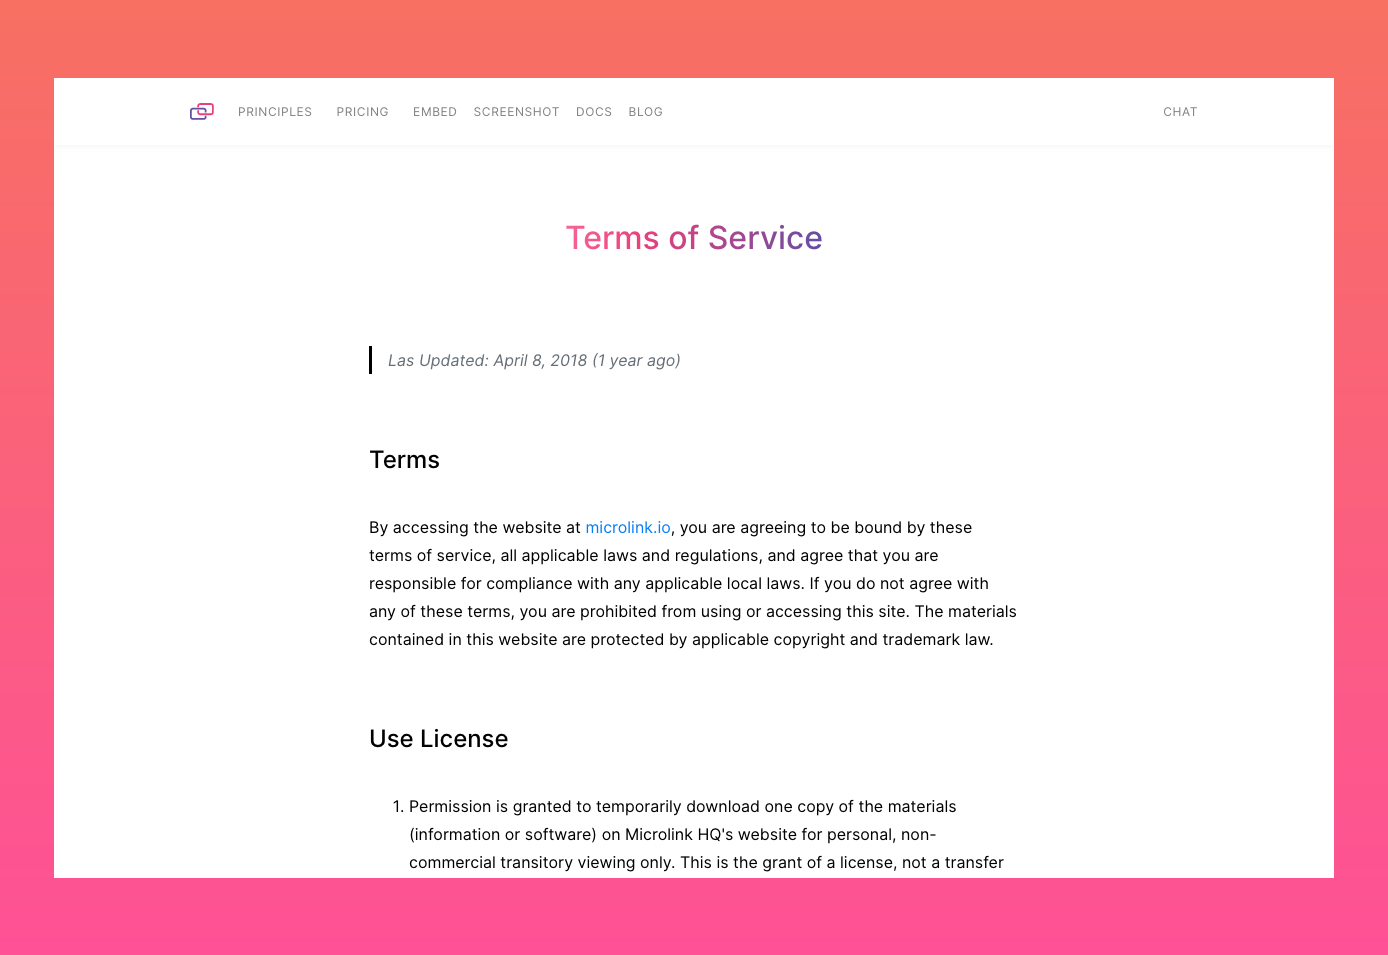 PRINCIPLES PRICING EMBED SCREENSHOT DOCS BLOG CHAT
Terms of Service
Las Updated: April 8, 2018 (1 year ago)
Terms
By accessing the website at microlink.io, you are agreeing to be bound by these
terms of service, all applicable laws and regulations, and agree that you are
responsible for compliance with any applicable local laws. If you do not agree with
any of these terms, you are prohibited from using or accessing this site. The materials
contained in this website are protected by applicable copyright and trademark law.
Use License
1. Permission is granted to temporarily download one copy of the materials
(information or software) on Microlink HQ's website for personal, non-
commercial transitory viewing only. This is the grant of a license, not a transfer